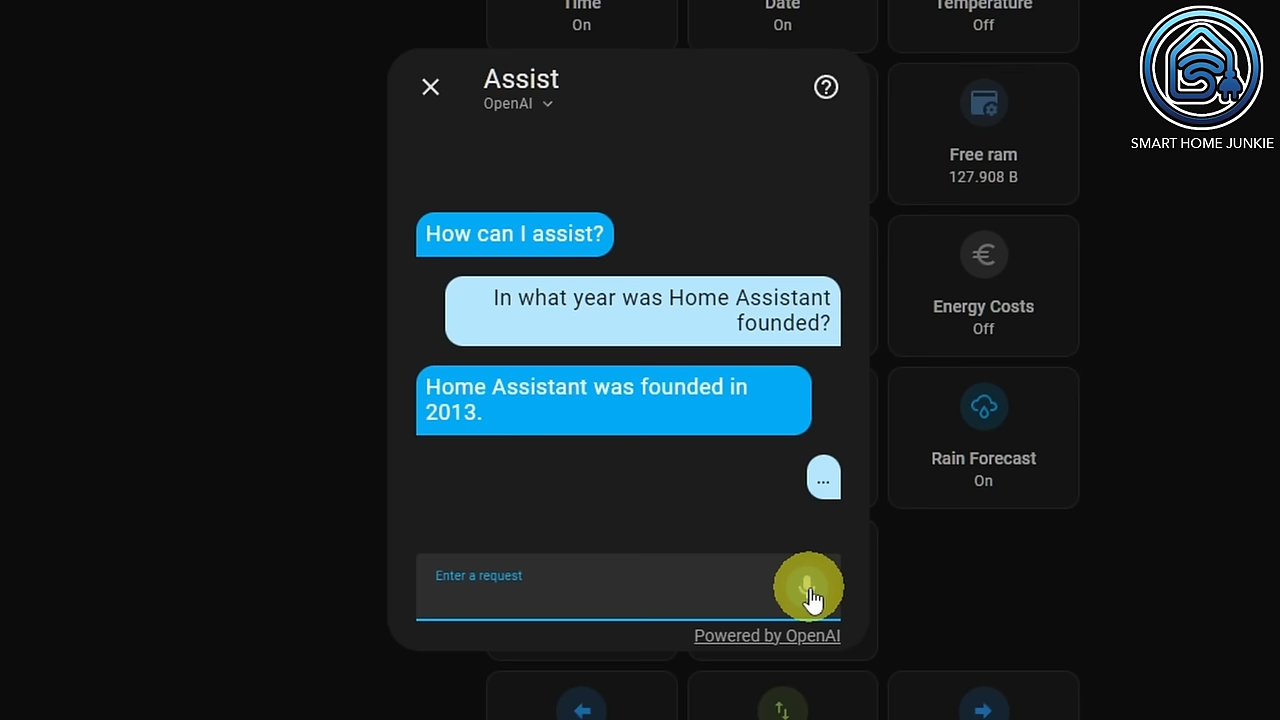 Time
Date
Temperature
On
On
Off
Assist
OpenAI
SMART HOME JUNKIE
Free ram
127.908 B
How can I assist?
In what year was Home Assistant
founded?
Energy Costs
Off
Home Assistant was founded in
2013.
...
Rain Forecast
On
Enter a request
Powered by OpenAI